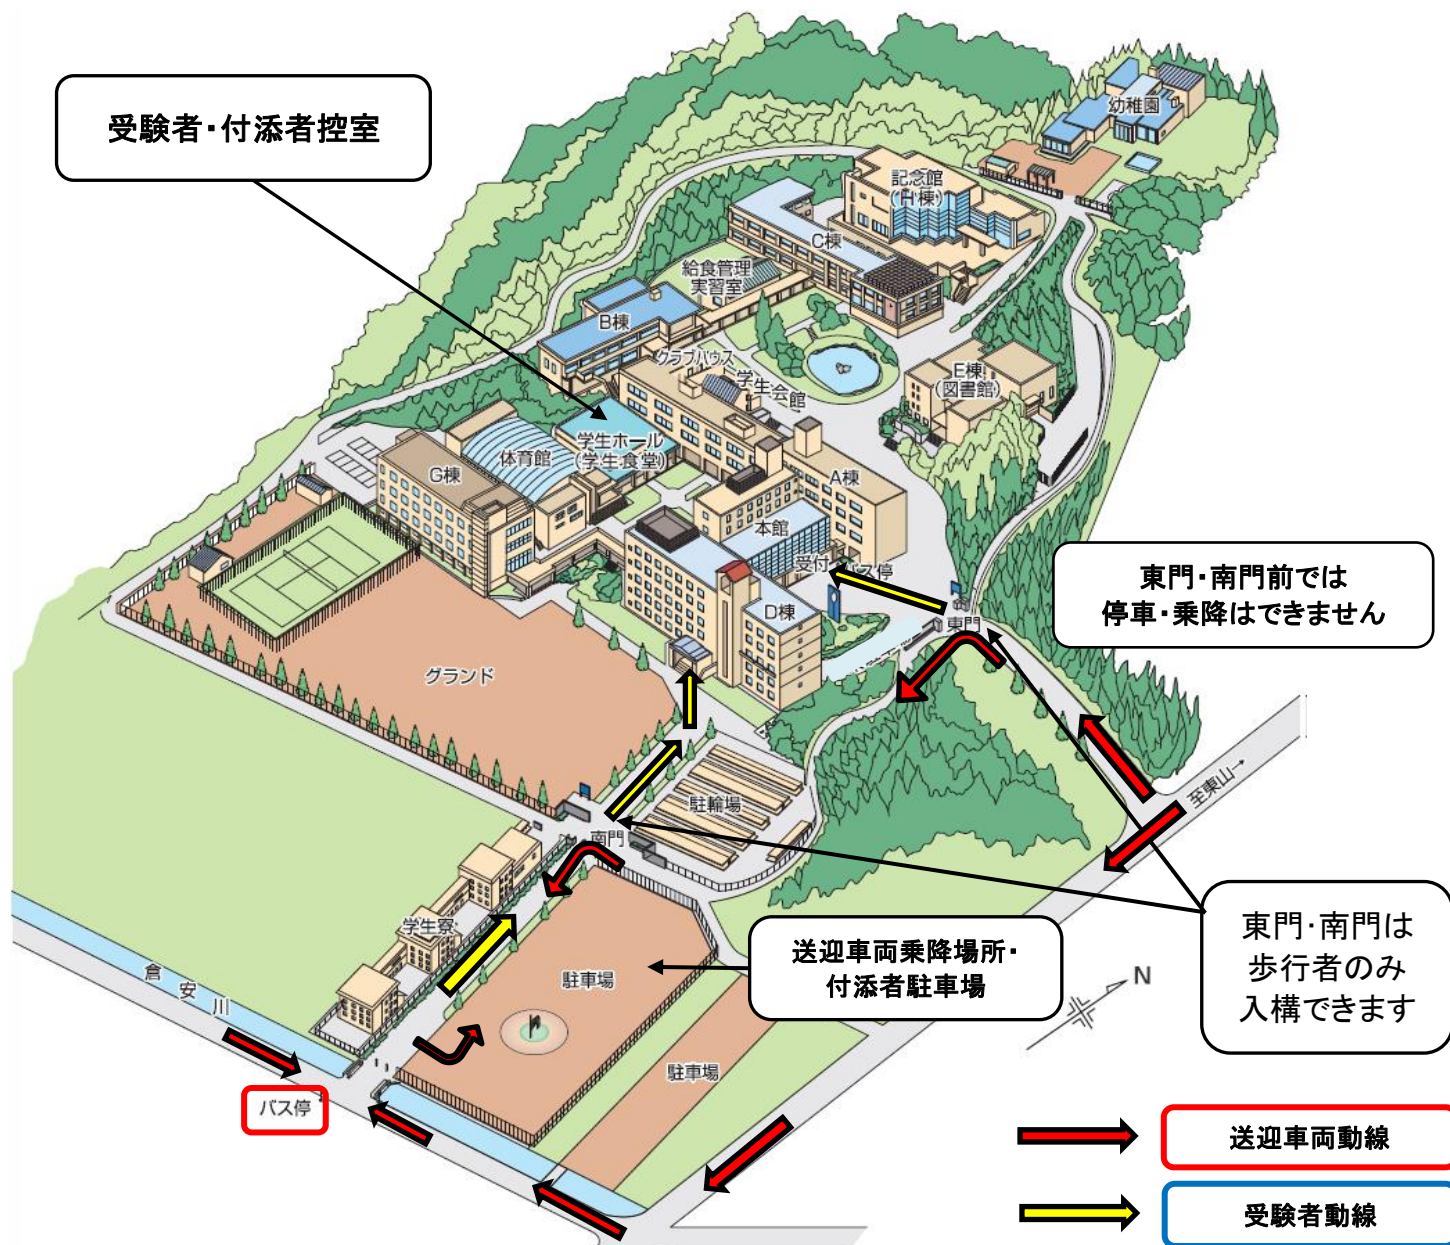 受験者・付添者控室
幼稚園
記念館
(H棟)
C棟
給食管理
実習室
B棟
クラブハウス
学生会館
E棟
(図書館)
学生ホール
(学生食堂)
体育館
G棟
A棟
本館
受付
バス停
東門・南門前では
停車・乗降はできません
D棟
東門
グランド
至東山→
駐輪場
南門
東門・南門は
歩行者のみ
入構できます
学生寮
送迎車両乗降場所・
付添者駐車場
駐車場
倉安川
N
駐車場
バス停
送迎車両動線
受験者動線